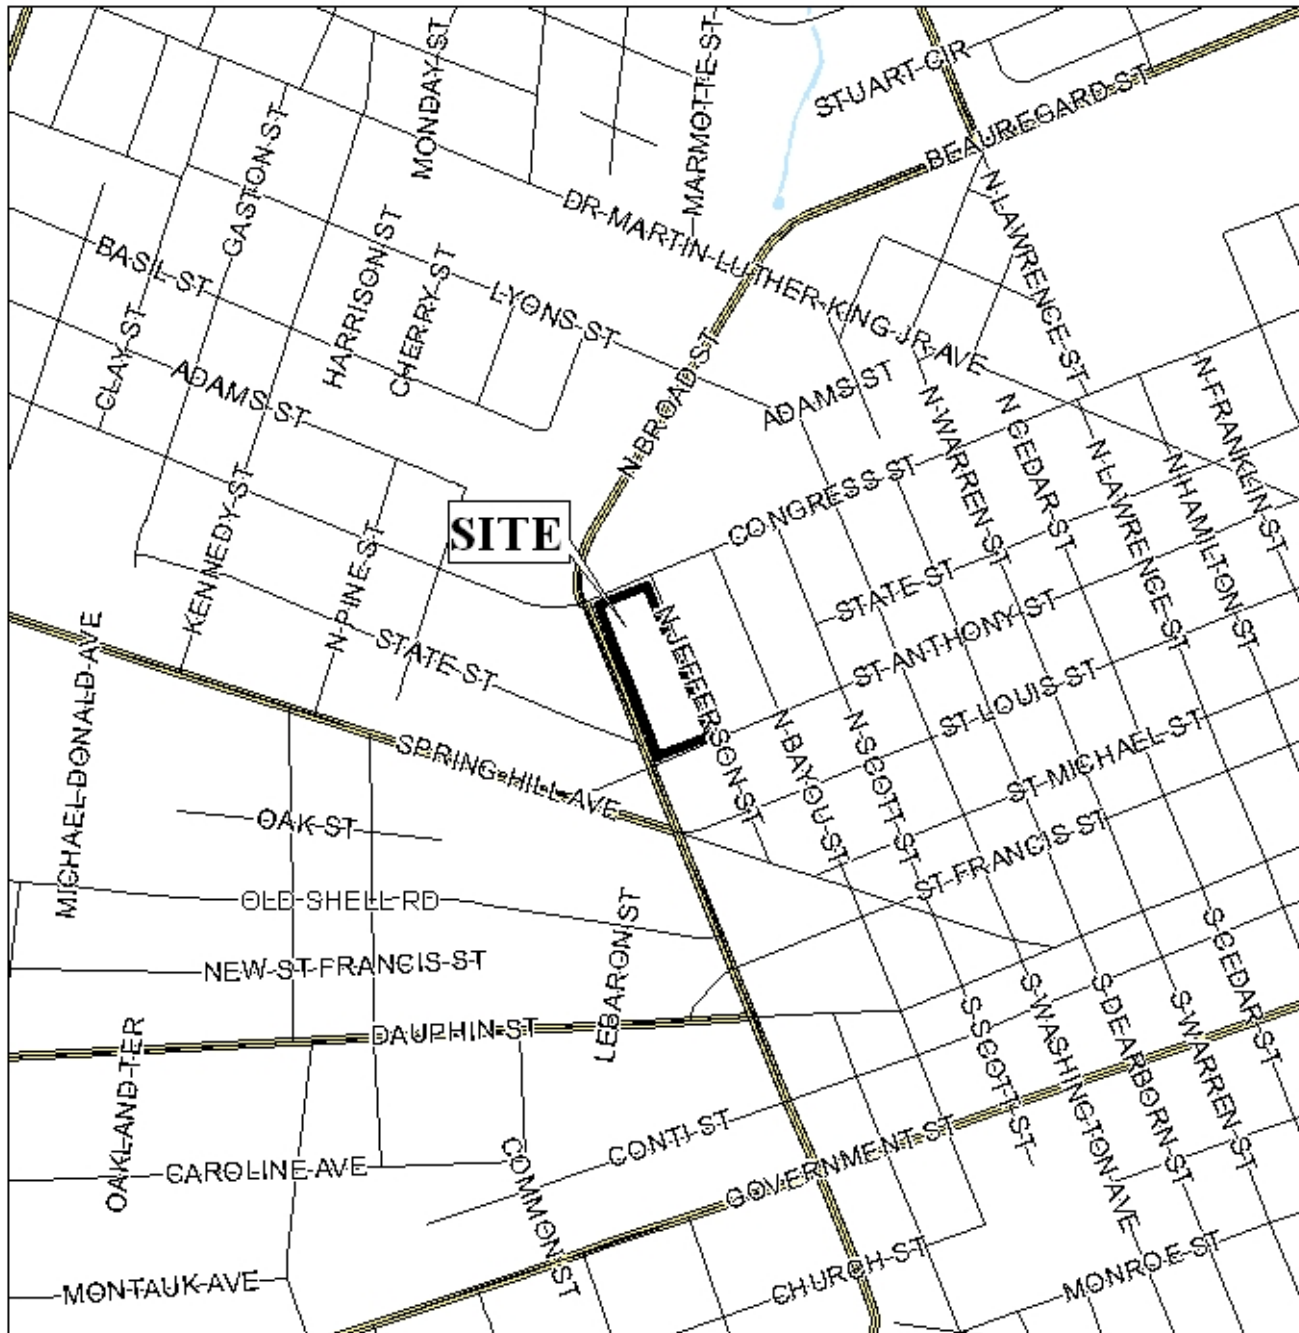 MONDAY ST
MARMOTTE ST
STUART CIR
BEAUREGARD ST
GASTON ST
DR MARTIN LUTHER KING JR AVE
N LAWRENCE ST
BASIL ST
HARRISON ST
CHERRY ST
LYONS ST
CLAY ST
ADAMS ST
N BROAD ST
ADAMS ST
N WARREN ST
N CEDAR ST
N LAWRENCE ST
N HAMILTON ST
N FRANKLIN ST
KENNEDY ST
N PINE ST
SITE
CONGRESS ST
STATE ST
STATE ST
N JEFFERSON ST
ST ANTHONY ST
ST LOUIS ST
ST MICHAEL ST
ST FRANCIS ST
N BAYOU ST
N SCOTT ST
MICHAEL DONALD AVE
SPRING HILL AVE
OAK ST
OLD SHELL RD
NEW ST FRANCIS ST
LEBARON ST
DAUPHIN ST
OAKLAND TER
S SCOTT ST
S WASHINGTON AVE
S DEARBORN ST
S WARREN ST
S CEDAR ST
CAROLINE AVE
COMMON ST
CONTI ST
GOVERNMENT ST
MONTAUK AVE
CHURCH ST
MONROE ST